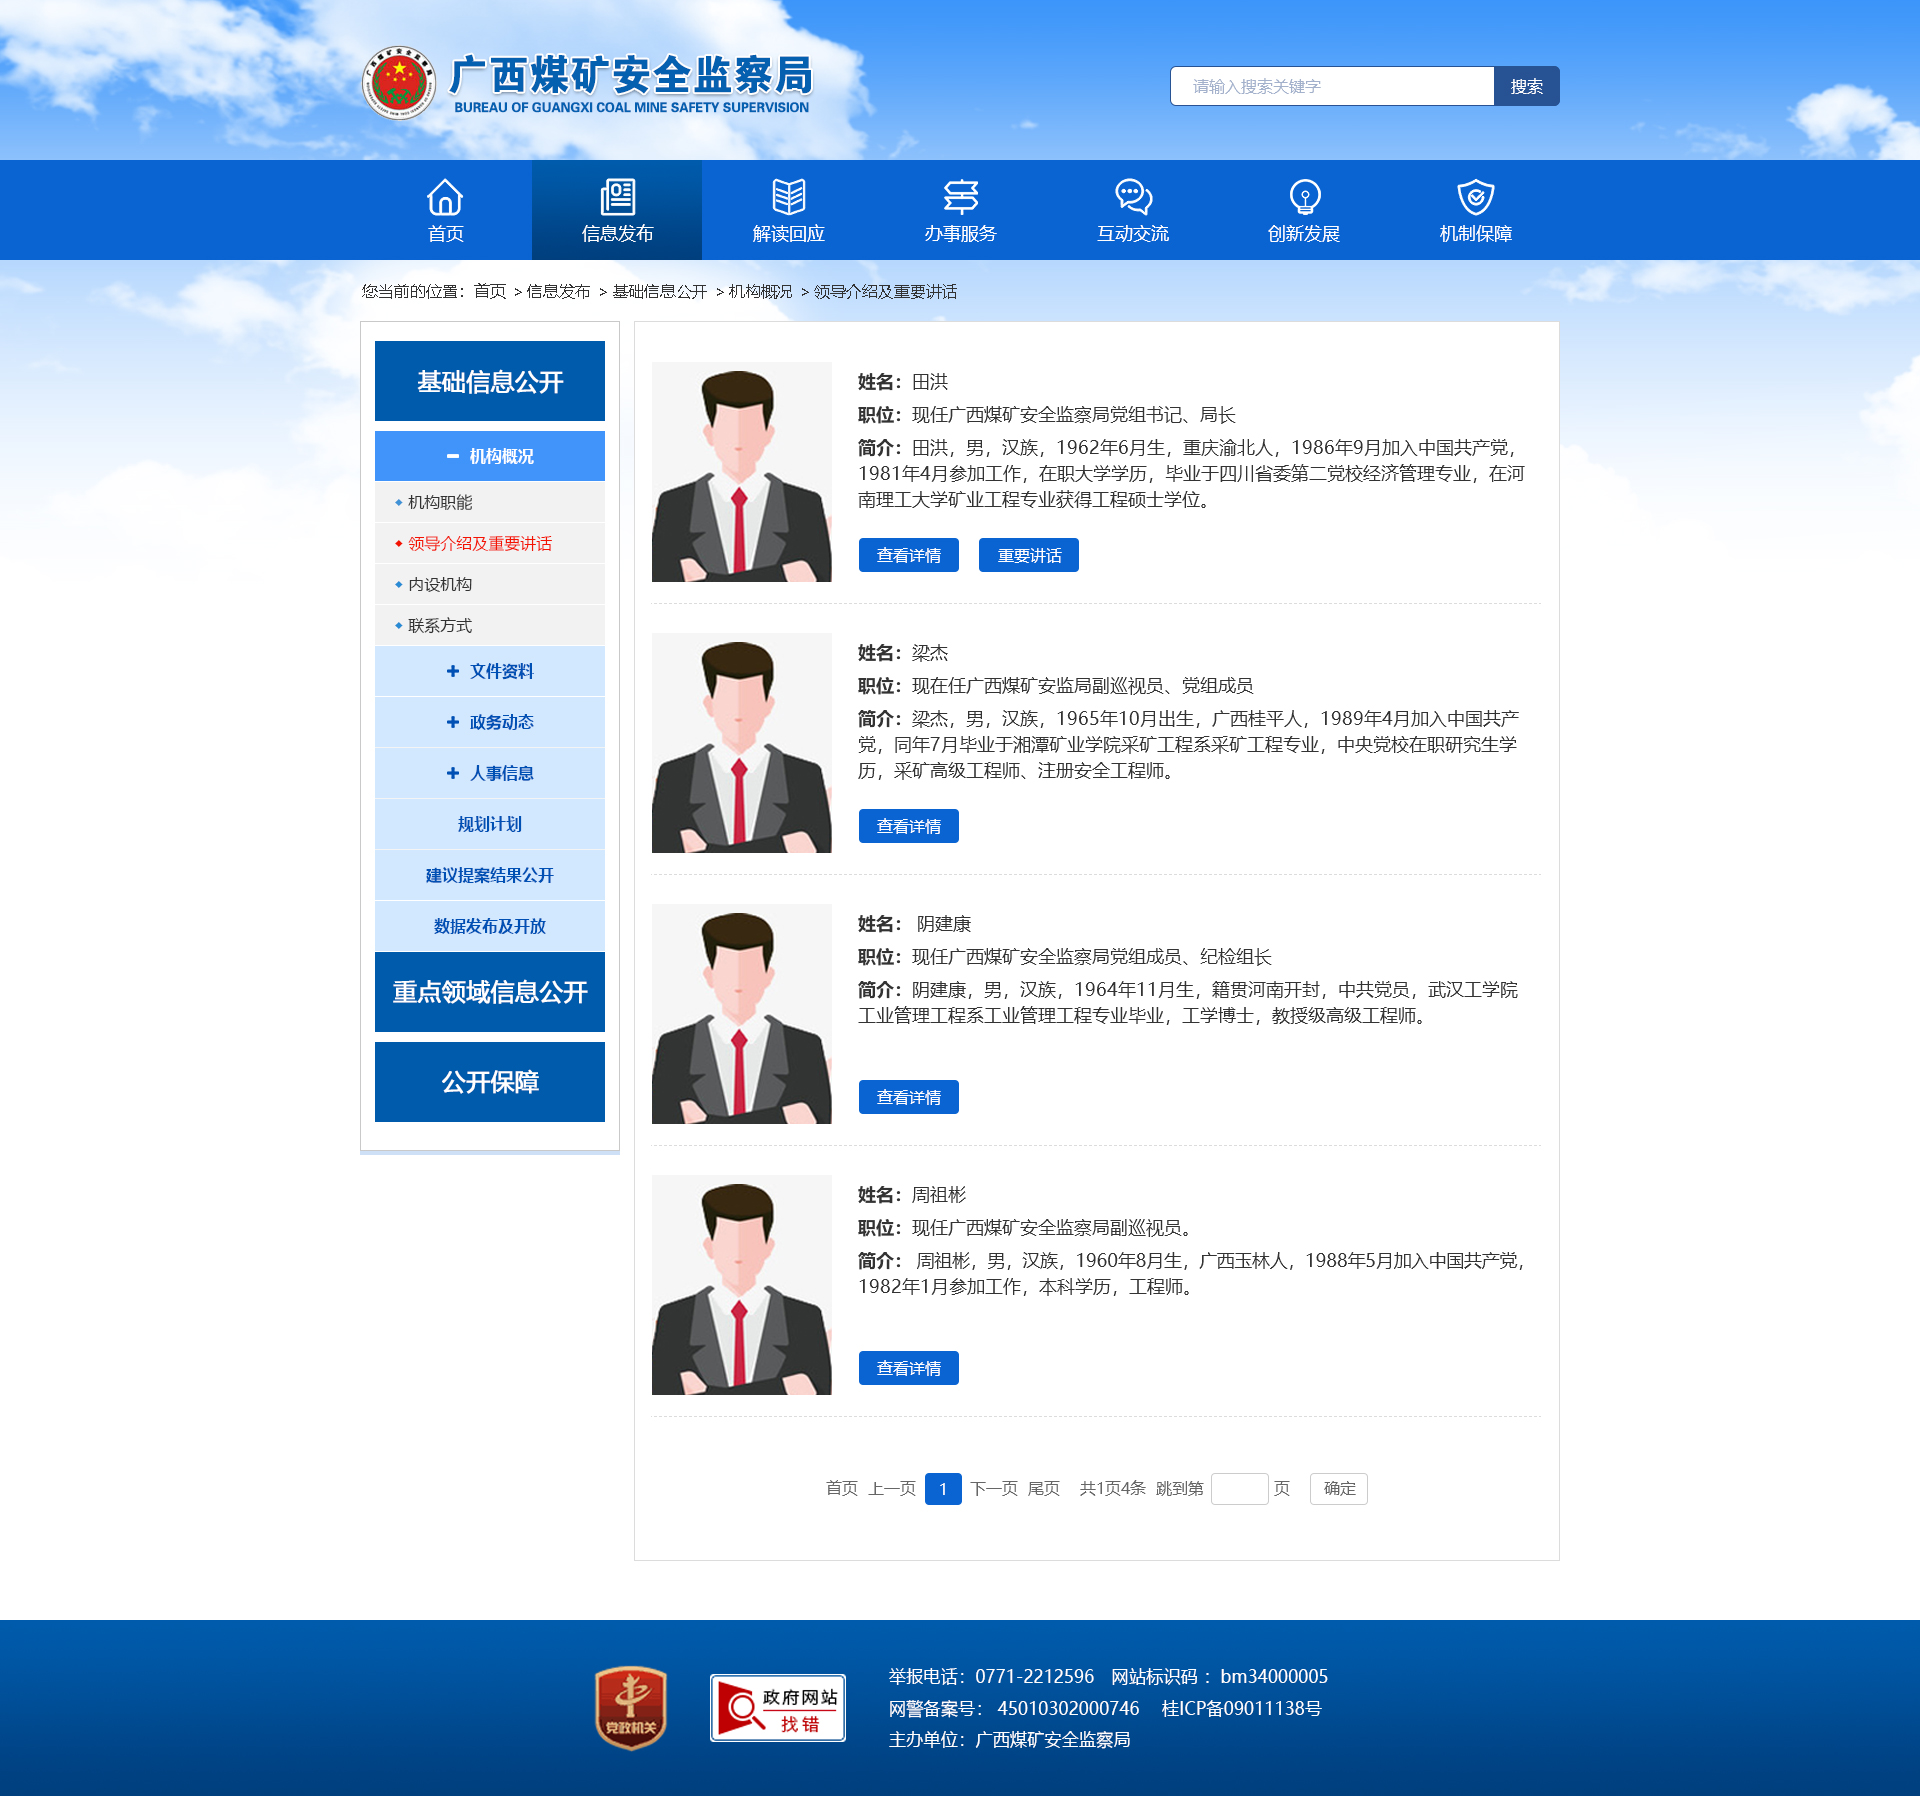 广西煤矿安全监察局
BUREAU OF GUANGXI COAL MINE SAFETY SUPERVISION
请输入搜索关键字 搜索
首页 信息发布 解读回应 办事服务 互动交流 创新发展 机制保障
您当前的位置：首页 > 信息发布 > 基础信息公开 > 机构概况 > 领导介绍及重要讲话
基础信息公开
机构概况
机构职能
领导介绍及重要讲话
内设机构
联系方式
文件资料
政务动态
人事信息
规划计划
建议提案结果公开
数据发布及开放
重点领域信息公开
公开保障
姓名：田洪
职位：现任广西煤矿安全监察局党组书记、局长
简介：田洪，男，汉族，1962年6月生，重庆渝北人，1986年9月加入中国共产党，
1981年4月参加工作，在职大学学历，毕业于四川省委第二党校经济管理专业，在河
南理工大学矿业工程专业获得工程硕士学位。
查看详情 重要讲话
姓名：梁杰
职位：现在任广西煤矿安监局副巡视员、党组成员
简介：梁杰，男，汉族，1965年10月出生，广西桂平人，1989年4月加入中国共产
党，同年7月毕业于湘潭矿业学院采矿工程系采矿工程专业，中央党校在职研究生学
历，采矿高级工程师、注册安全工程师。
查看详情
姓名： 阴建康
职位：现任广西煤矿安全监察局党组成员、纪检组长
简介：阴建康，男，汉族，1964年11月生，籍贯河南开封，中共党员，武汉工学院
工业管理工程系工业管理工程专业毕业，工学博士，教授级高级工程师。
查看详情
姓名：周祖彬
职位：现任广西煤矿安全监察局副巡视员。
简介： 周祖彬，男，汉族，1960年8月生，广西玉林人，1988年5月加入中国共产党，
1982年1月参加工作，本科学历，工程师。
查看详情
首页 上一页 1 下一页 尾页 共1页4条 跳到第 页 确定
党政机关
政府网站
找错
举报电话：0771-2212596 网站标识码 ：bm34000005
网警备案号： 45010302000746 桂ICP备09011138号
主办单位：广西煤矿安全监察局